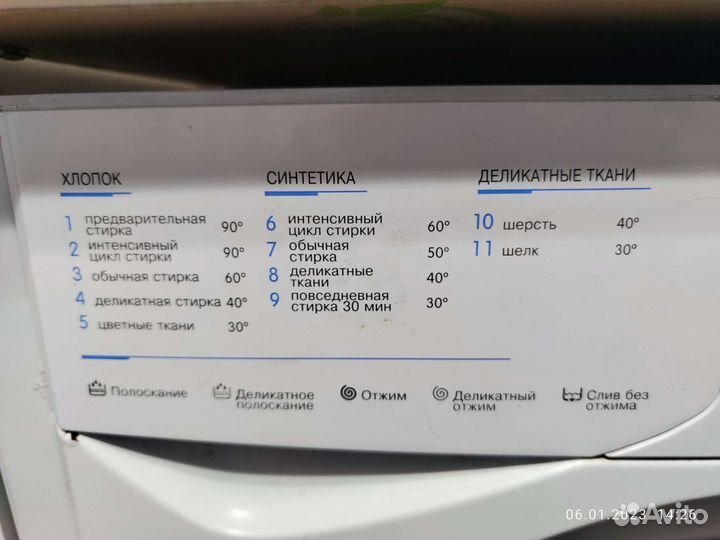 ХЛОПОК
1 предварительная
стирка 90°
2 интенсивный
цикл стирки 90°
3 обычная стирка 60°
4 деликатная стирка 40°
5 цветные ткани 30°
СИНТЕТИКА
6 интенсивный
цикл стирки 60°
7 обычная
стирка 50°
8 деликатные
ткани 40°
9 повседневная
стирка 30 мин 30°
ДЕЛИКАТНЫЕ ТКАНИ
10 шерсть 40°
11 шелк 30°
Полоскание
Деликатное
полоскание
Отжим
Деликатный
отжим
Слив без
отжима
06.01.2023 14:26
Avito